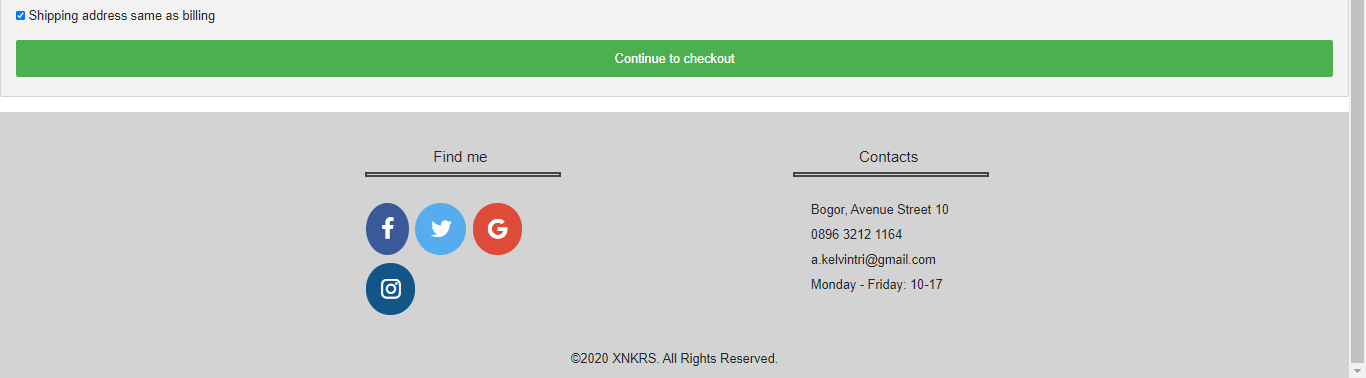 Shipping address same as billing
Continue to checkout
Find me
Contacts
Bogor, Avenue Street 10
0896 3212 1164
a.kelvintri@gmail.com
Monday - Friday: 10-17
©2020 XNKRS. All Rights Reserved.